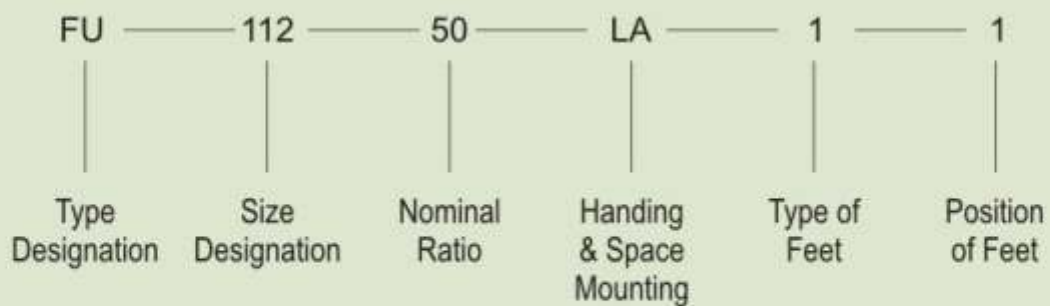 FU 112 50 LA 1 1
Type Designation
Size Designation
Nominal Ratio
Handing & Space Mounting
Type of Feet
Position of Feet